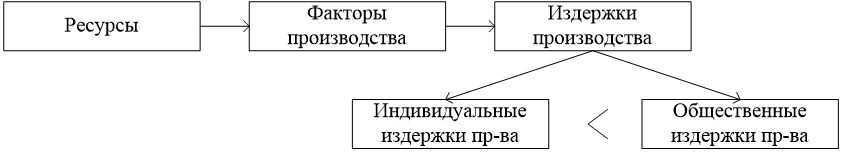 Ресурсы
Факторы
производства
Издержки
производства
Индивидуальные
издержки пр-ва
<
Общественные
издержки пр-ва